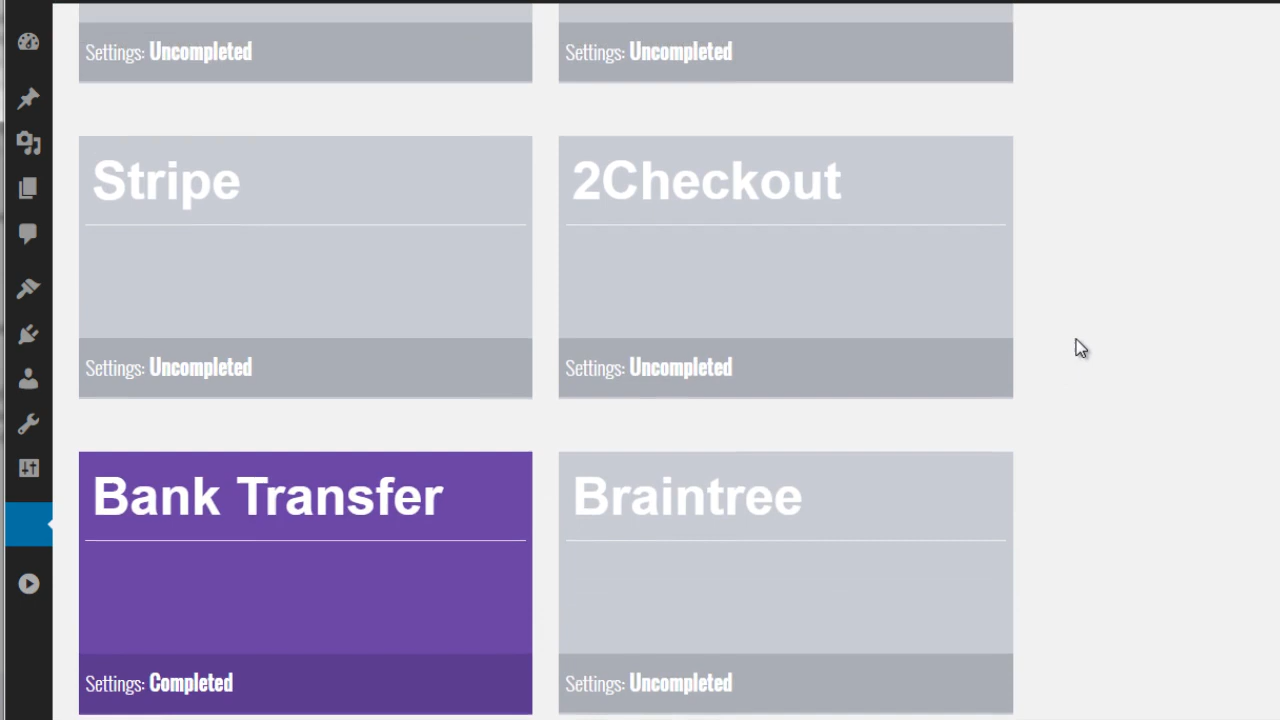 Settings: Uncompleted
Settings: Uncompleted
Stripe
2Checkout
Settings: Uncompleted
Settings: Uncompleted
Bank Transfer
Braintree
Settings: Completed
Settings: Uncompleted